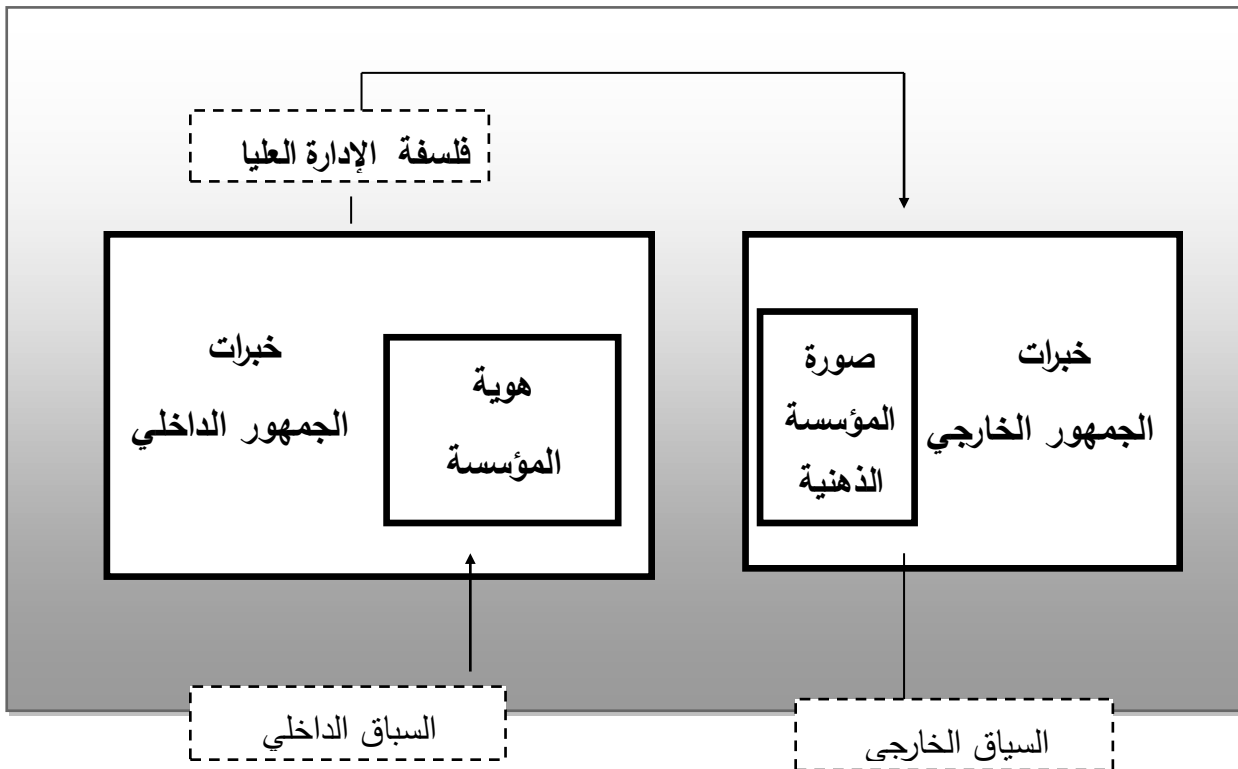 فلسفة الإدارة العليا
خبرات
الجمهور الخارجي
صورة
المؤسسة
الذهنية
هوية
المؤسسة
خبرات
الجمهور الداخلي
السياق الخارجي
السباق الداخلي